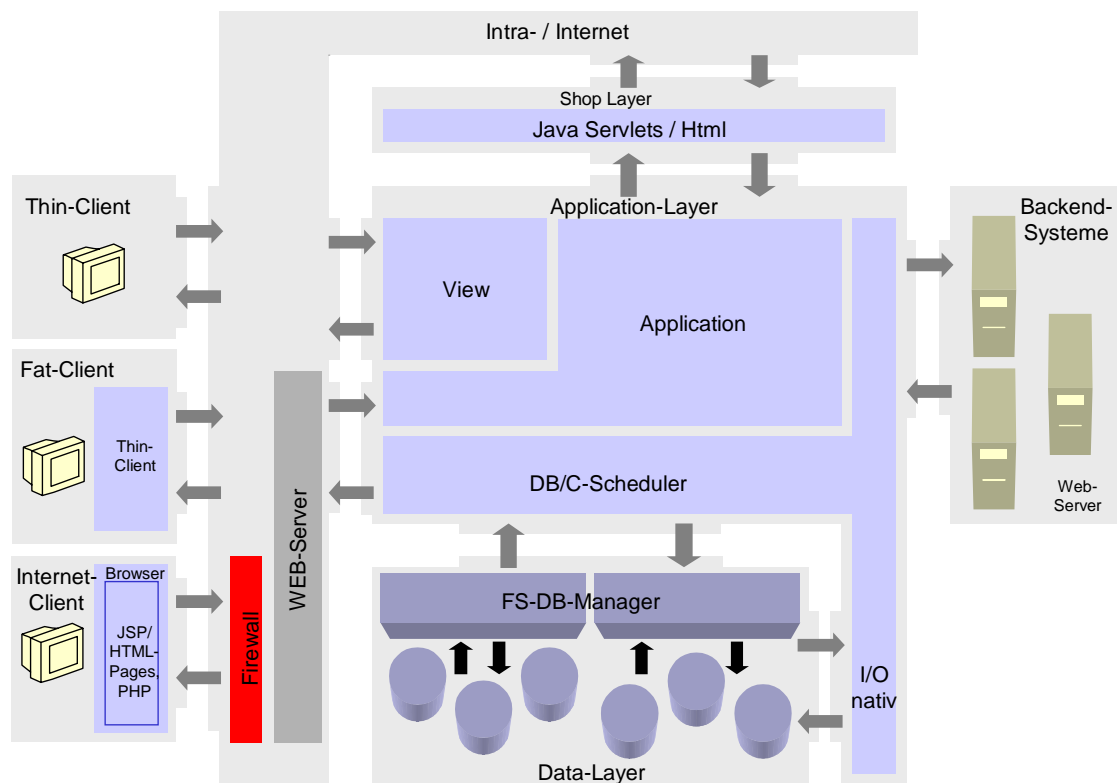 Intra- / Internet
Shop Layer
Java Servlets / Html
Thin-Client
Application-Layer
Backend-
Systeme
View
Application
Fat-Client
Thin-
Client
DB/C-Scheduler
Web-
Server
WEB-Server
Internet-
Client
Browser
JSP/
HTML-
Pages,
PHP
Firewall
FS-DB-Manager
I/O
nativ
Data-Layer